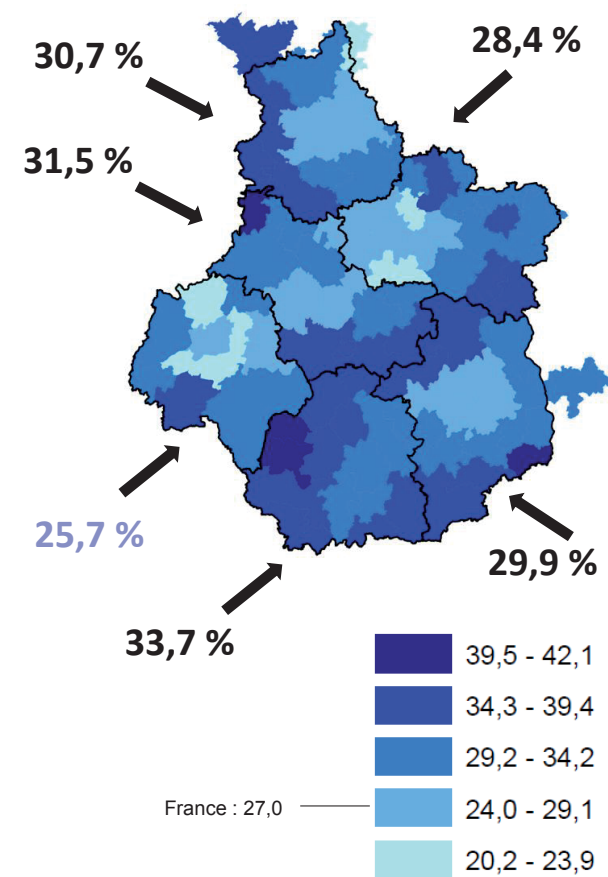 30,7 %
28,4 %
31,5 %
25,7 %
29,9 %
33,7 %
39,5 - 42,1
34,3 - 39,4
29,2 - 34,2
France : 27,0
24,0 - 29,1
20,2 - 23,9